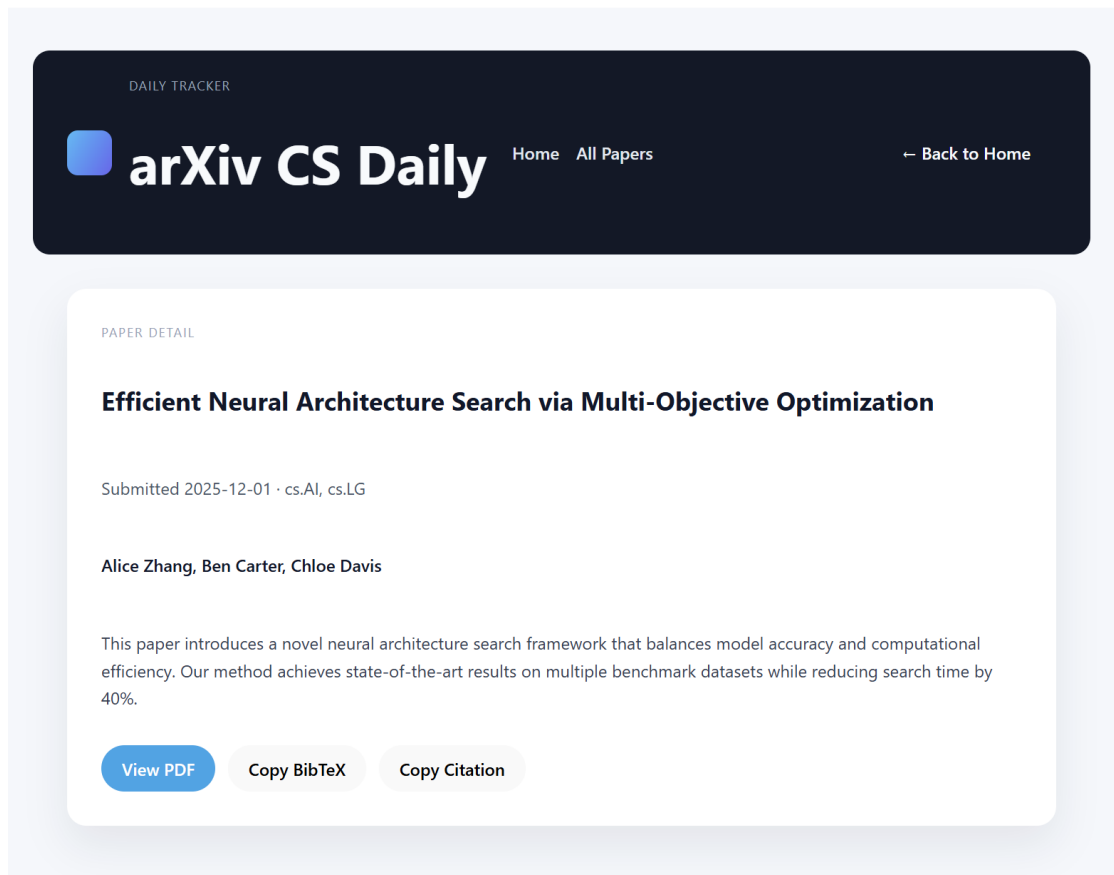 DAILY TRACKER
arXiv CS Daily
Home
All Papers
← Back to Home
PAPER DETAIL
Efficient Neural Architecture Search via Multi-Objective Optimization
Submitted 2025-12-01 · cs.AI, cs.LG
Alice Zhang, Ben Carter, Chloe Davis
This paper introduces a novel neural architecture search framework that balances model accuracy and computational
efficiency. Our method achieves state-of-the-art results on multiple benchmark datasets while reducing search time by
40%.
View PDF
Copy BibTeX
Copy Citation